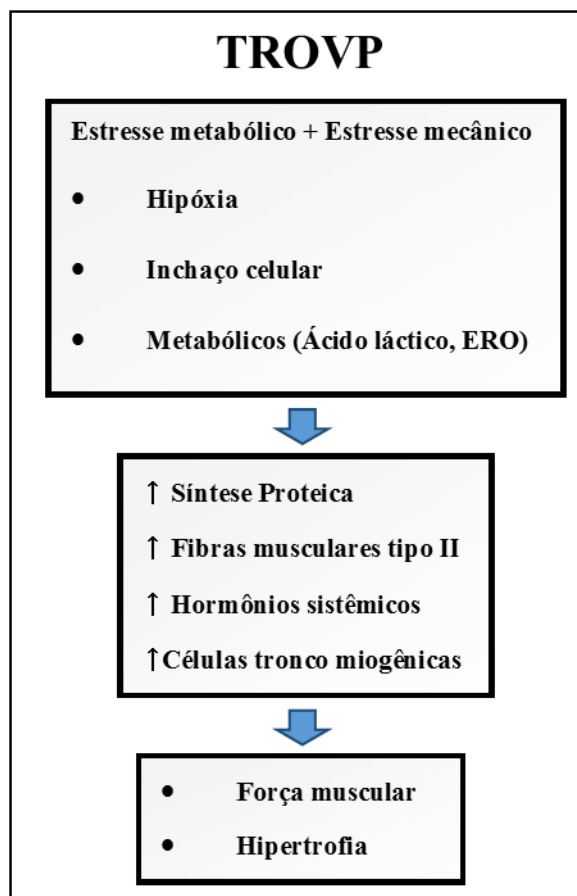 TROVP
Estresse metabólico + Estresse mecânico
● Hipóxia
● Inchaço celular
● Metabólicos (Ácido láctico, ERO)
↑ Síntese Proteica
↑ Fibras musculares tipo II
↑ Hormônios sistêmicos
↑Células tronco miogênicas
● Força muscular
● Hipertrofia